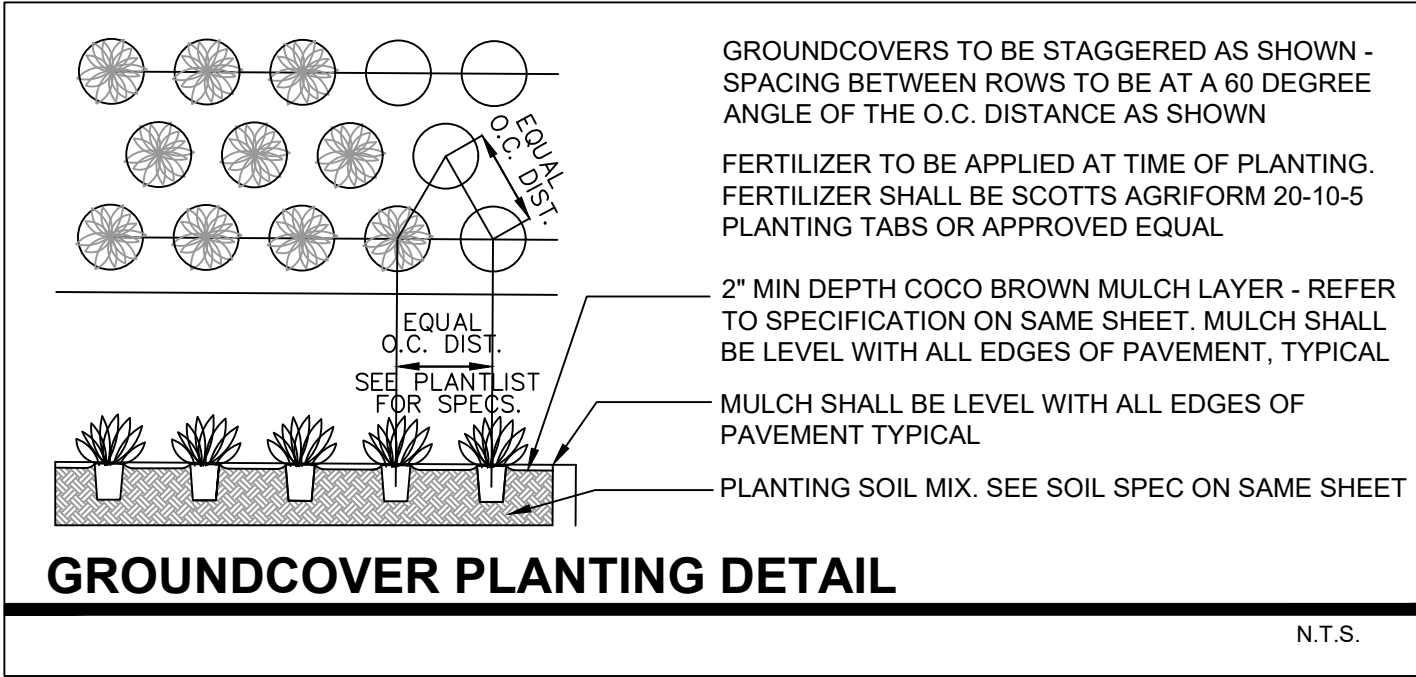 EQUAL
O.C. DIST.
EQUAL
O.C. DIST.
SEE PLANTLIST
FOR SPECS.
GROUNDCOVERS TO BE STAGGERED AS SHOWN -
SPACING BETWEEN ROWS TO BE AT A 60 DEGREE
ANGLE OF THE O.C. DISTANCE AS SHOWN
FERTILIZER TO BE APPLIED AT TIME OF PLANTING.
FERTILIZER SHALL BE SCOTTS AGRIFORM 20-10-5
PLANTING TABS OR APPROVED EQUAL
2" MIN DEPTH COCO BROWN MULCH LAYER - REFER
TO SPECIFICATION ON SAME SHEET. MULCH SHALL
BE LEVEL WITH ALL EDGES OF PAVEMENT, TYPICAL
MULCH SHALL BE LEVEL WITH ALL EDGES OF
PAVEMENT TYPICAL
PLANTING SOIL MIX. SEE SOIL SPEC ON SAME SHEET
GROUNDCOVER PLANTING DETAIL
N.T.S.